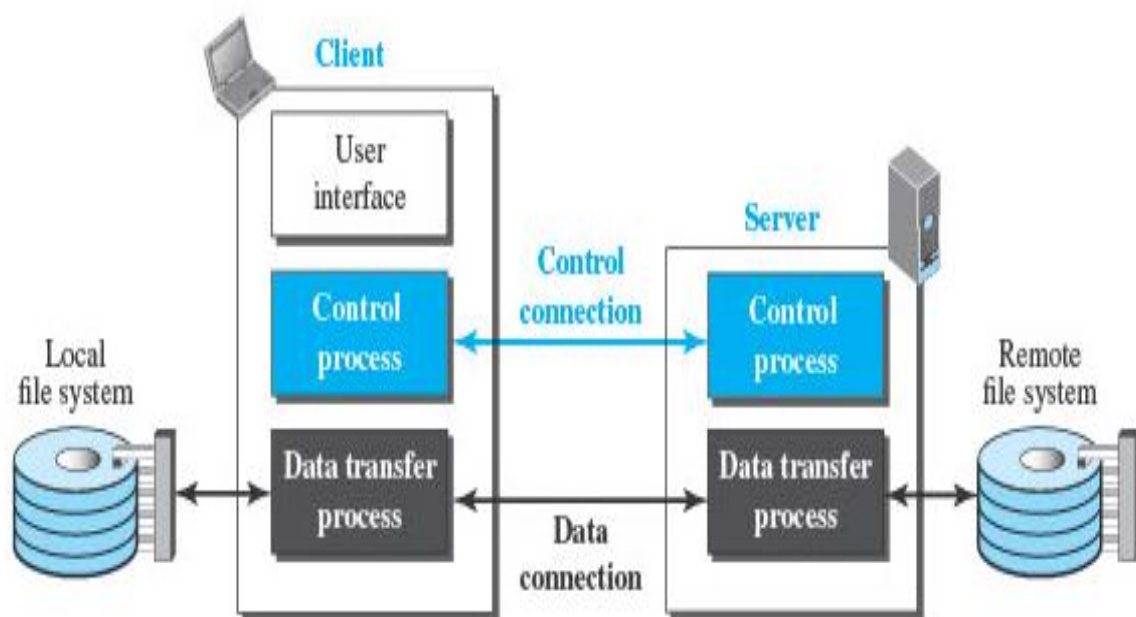 Client
User
interface
Server
Control
connection
Control
process
Control
process
Local
file system
Remote
file system
Data transfer
process
Data transfer
process
Data
connection